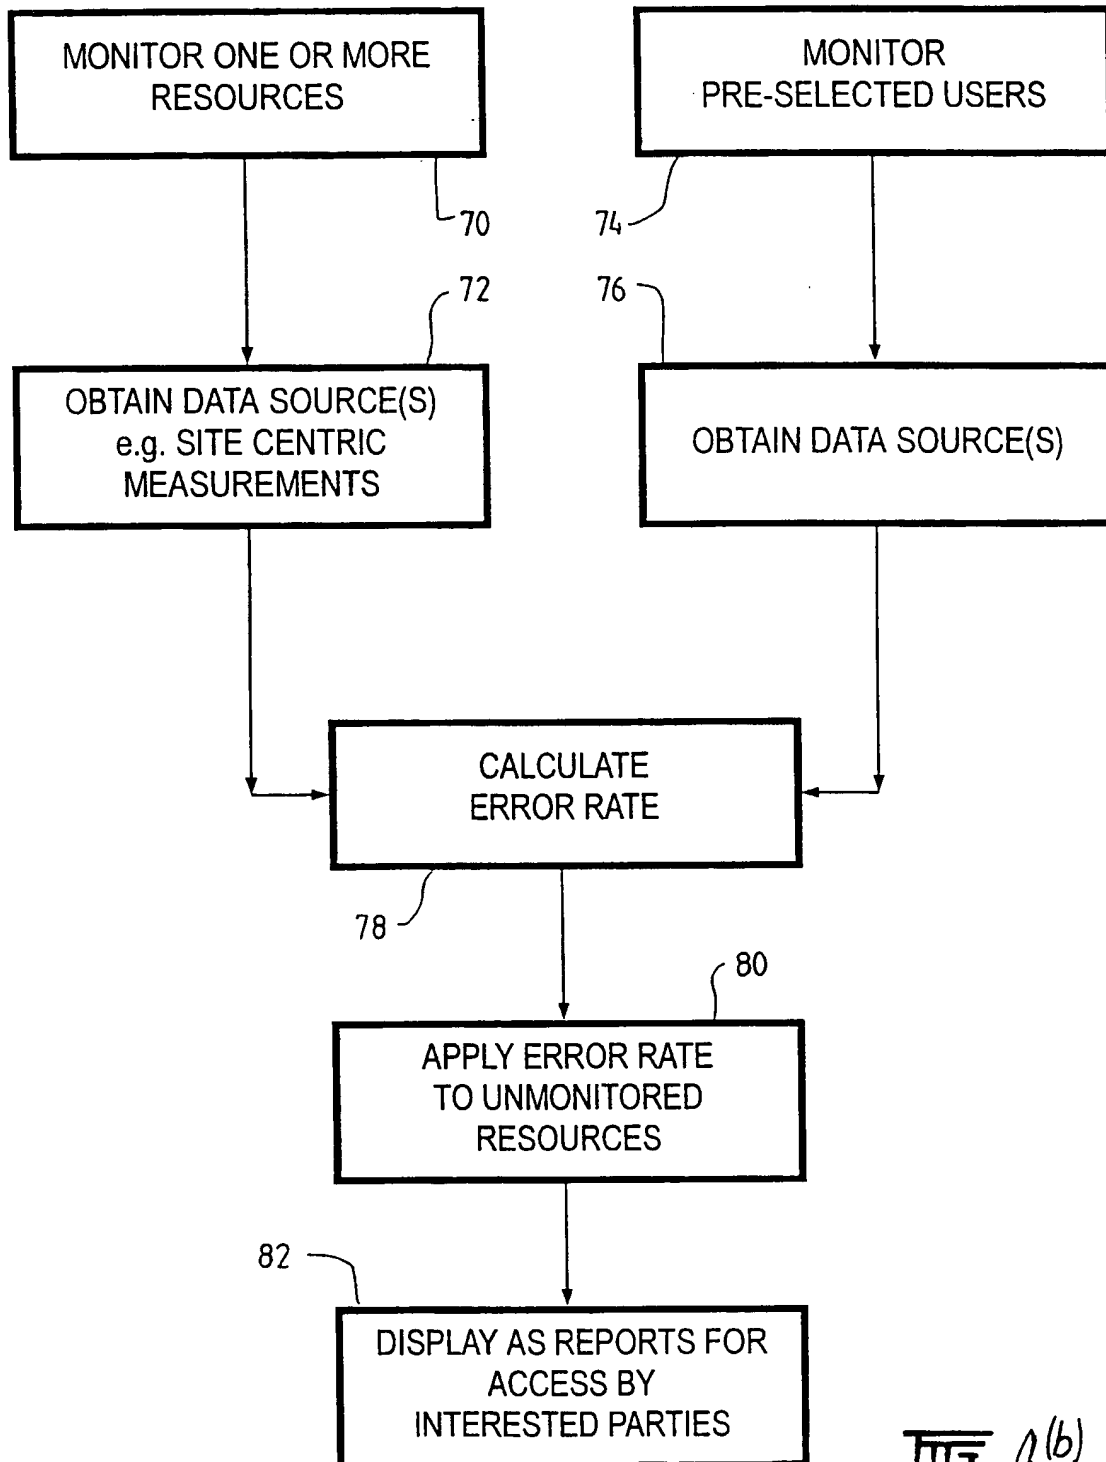 MONITOR ONE OR MORE
RESOURCES
70
MONITOR
PRE-SELECTED USERS
74
72
OBTAIN DATA SOURCE(S)
e.g. SITE CENTRIC
MEASUREMENTS
76
OBTAIN DATA SOURCE(S)
CALCULATE
ERROR RATE
78
80
APPLY ERROR RATE
TO UNMONITORED
RESOURCES
82
DISPLAY AS REPORTS FOR
ACCESS BY
INTERESTED PARTIES